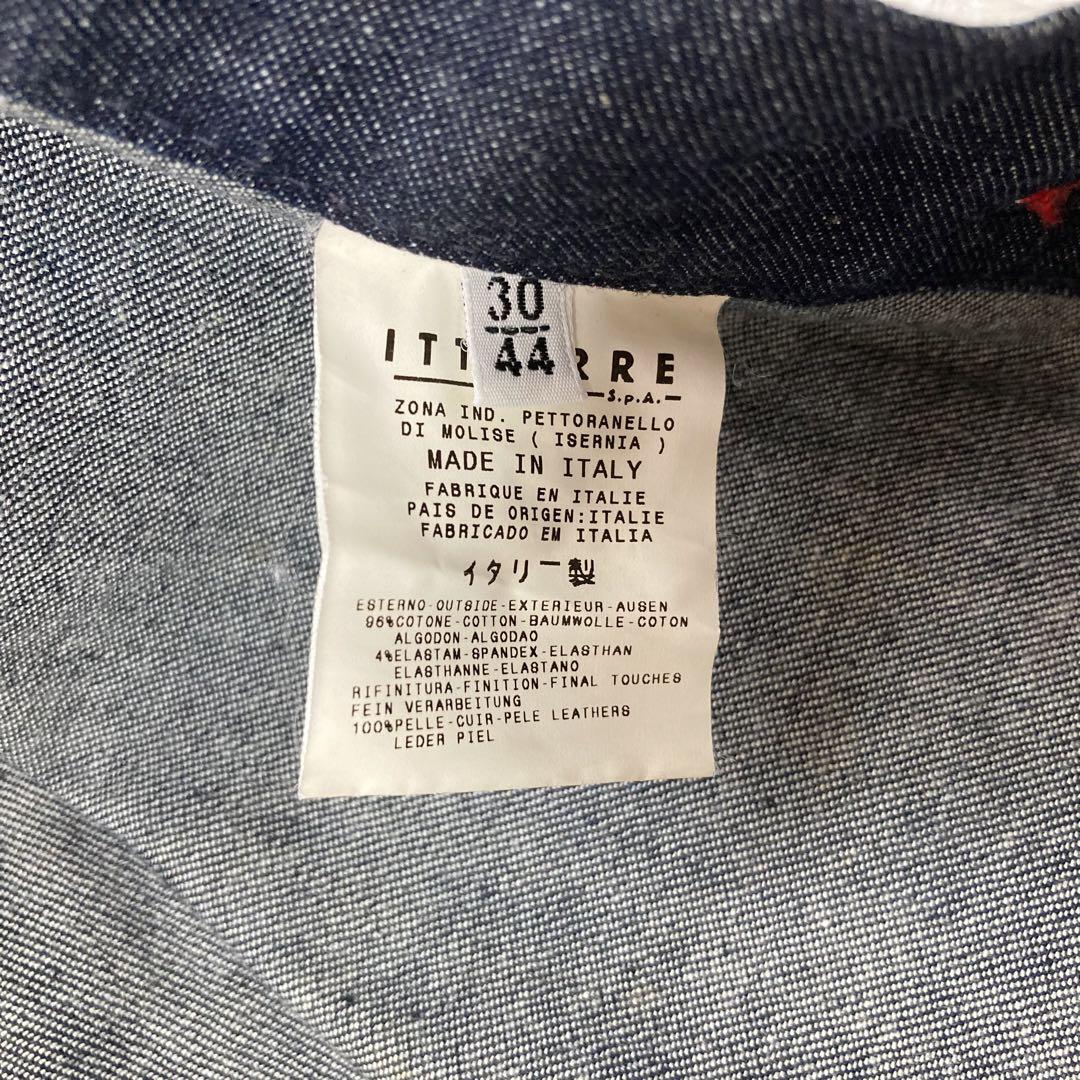 30
44
S.p.A.
ZONA IND. PETTORANELLO
DI MOLISE ( ISERNIA )
MADE IN ITALY
FABRIQUE EN ITALIE
PAIS DE ORIGEN:ITALIE
FABRICADO EM ITALIA
イタリー製
ESTERNO-OUTSIDE-EXTERIEUR-AUSEN
96%COTONE-COTTON-BAUMWOLLE-COTON
ALGODON-ALGODAO
4%ELASTAM-SPANDEX-ELASTHAN
ELASTHANNE-ELASTANO
RIFINITURA-FINITION-FINAL TOUCHES
FEIN VERARBEITUNG
100%PELLE-CUIR-PELE LEATHERS
LEDER PIEL